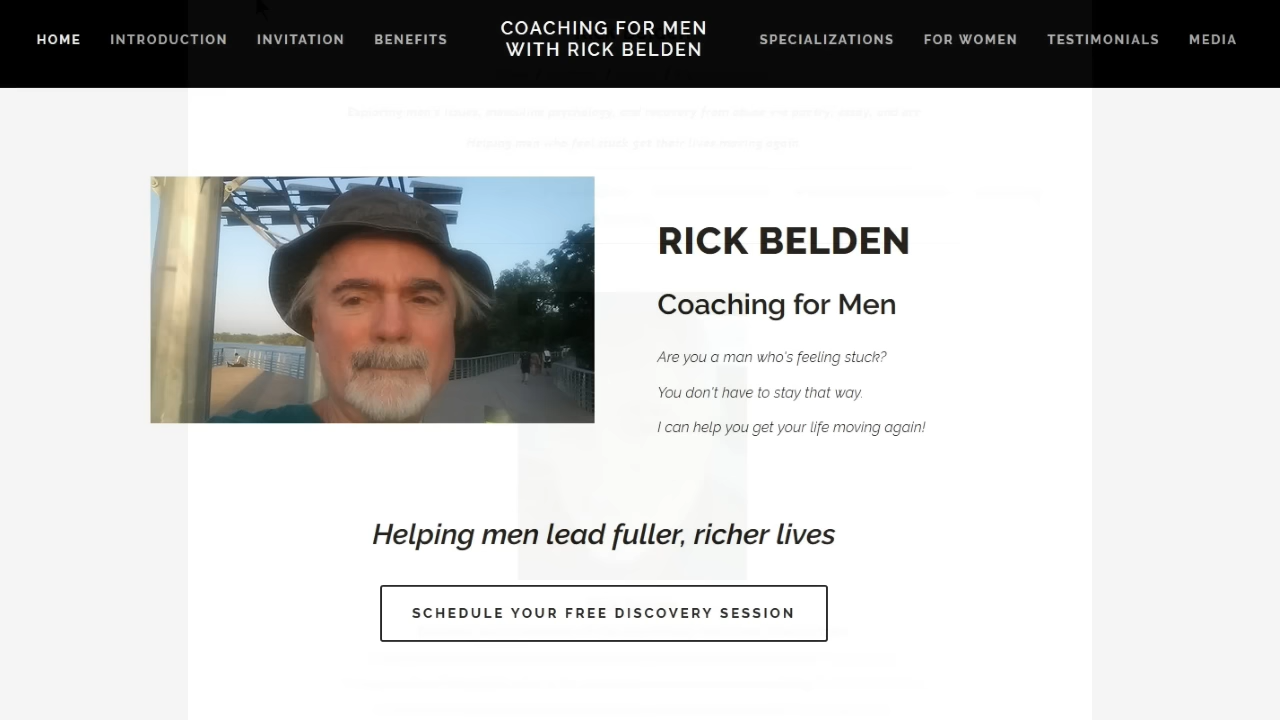 HOME
INTRODUCTION
INVITATION
BENEFITS
COACHING FOR MEN
WITH RICK BELDEN
SPECIALIZATIONS
FOR WOMEN
TESTIMONIALS
MEDIA
RICK BELDEN
Coaching for Men
Are you a man who's feeling stuck?
You don't have to stay that way.
I can help you get your life moving again!
Helping men lead fuller, richer lives
SCHEDULE YOUR FREE DISCOVERY SESSION